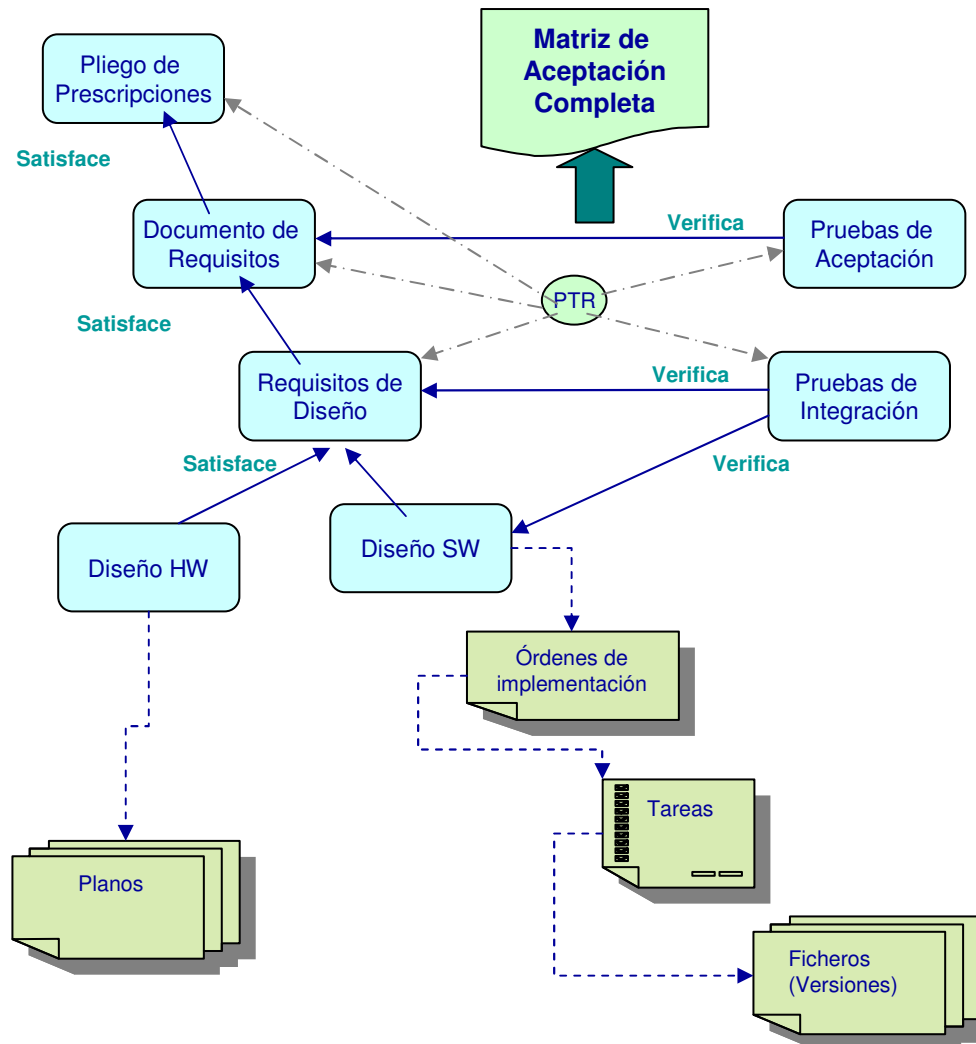 Matriz de
Aceptación
Completa
Pliego de
Prescripciones
Satisface
Documento de
Requisitos
Verifica
Pruebas de
Aceptación
PTR
Satisface
Requisitos de
Diseño
Verifica
Pruebas de
Integración
Satisface
Verifica
Diseño HW
Diseño SW
Órdenes de
implementación
Tareas
Planos
Ficheros
(Versiones)